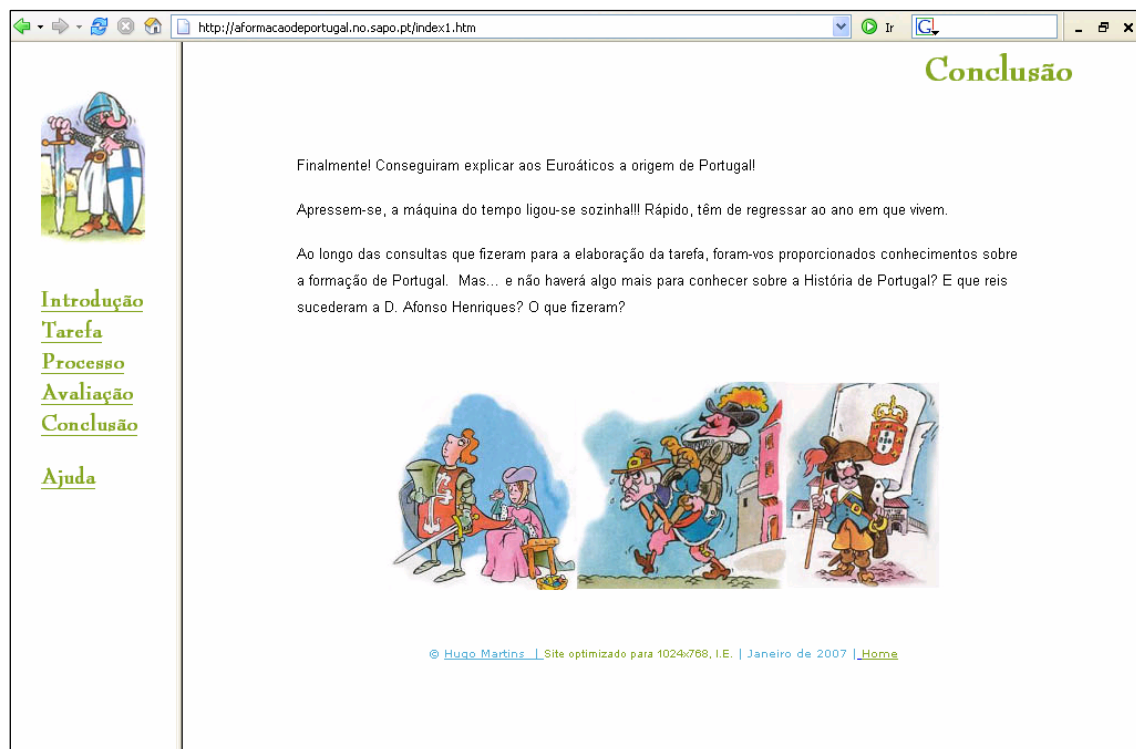 http://aformacaodeportugal.no.sapo.pt/index1.htm
Ir
G
Conclusão
Introdução
Tarefa
Processo
Avaliação
Conclusão
Ajuda
Finalmente! Conseguiram explicar aos Euroáticos a origem de Portugal!
Apressem-se, a máquina do tempo ligou-se sozinha!!! Rápido, têm de regressar ao ano em que vivem.
Ao longo das consultas que fizeram para a elaboração da tarefa, foram-vos proporcionados conhecimentos sobre
a formação de Portugal. Mas... e não haverá algo mais para conhecer sobre a História de Portugal? E que reis
sucederam a D. Afonso Henriques? O que fizeram?
© Hugo Martins | Site optimizado para 1024x768, I.E. | Janeiro de 2007 | Home